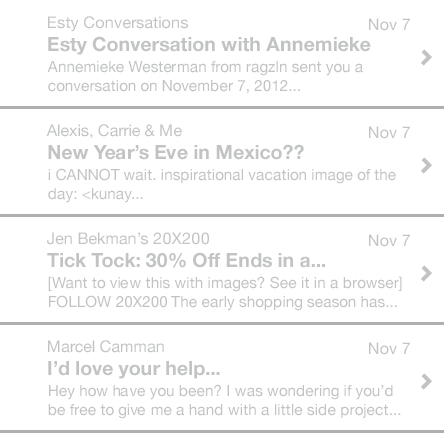 Esty Conversations
Nov 7
Esty Conversation with Annemieke
Annemieke Westerman from ragzln sent you a
conversation on November 7, 2012...
Alexis, Carrie & Me
Nov 7
New Year's Eve in Mexico??
i CANNOT wait. inspirational vacation image of the
day: <kunay...
Jen Bekman's 20X200
Nov 7
Tick Tock: 30% Off Ends in a...
[Want to view this with images? See it in a browser]
FOLLOW 20X200 The early shopping season has...
Marcel Camman
Nov 7
I'd love your help...
Hey how have you been? I was wondering if you'd
be free to give me a hand with a little side project...